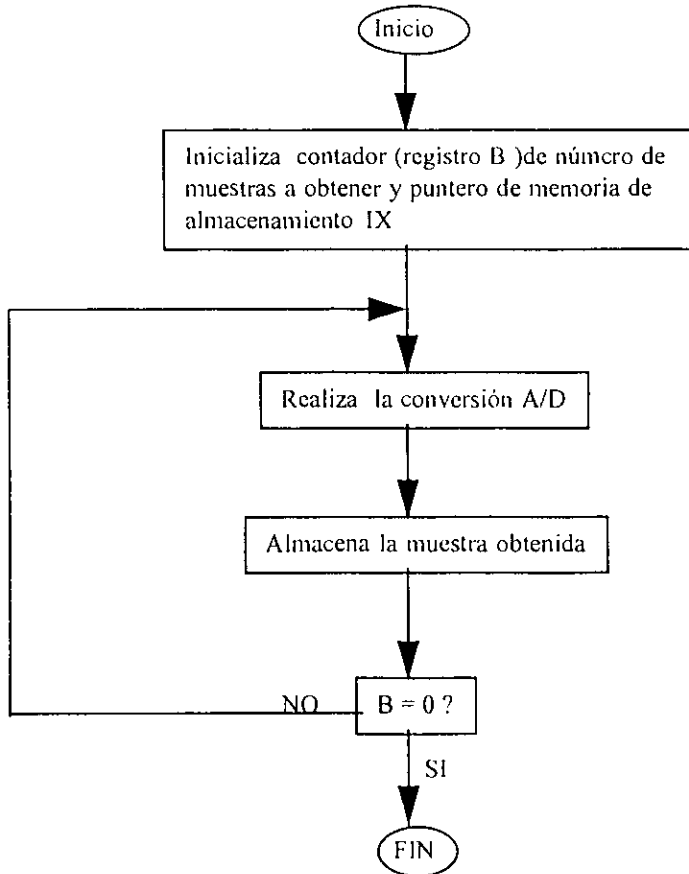 Inicio
Inicializa contador (registro B )de número de
muestras a obtener y puntero de memoria de
almacenamiento IX
Realiza la conversión A/D
Almacena la muestra obtenida
NO
B = 0 ?
SI
FIN